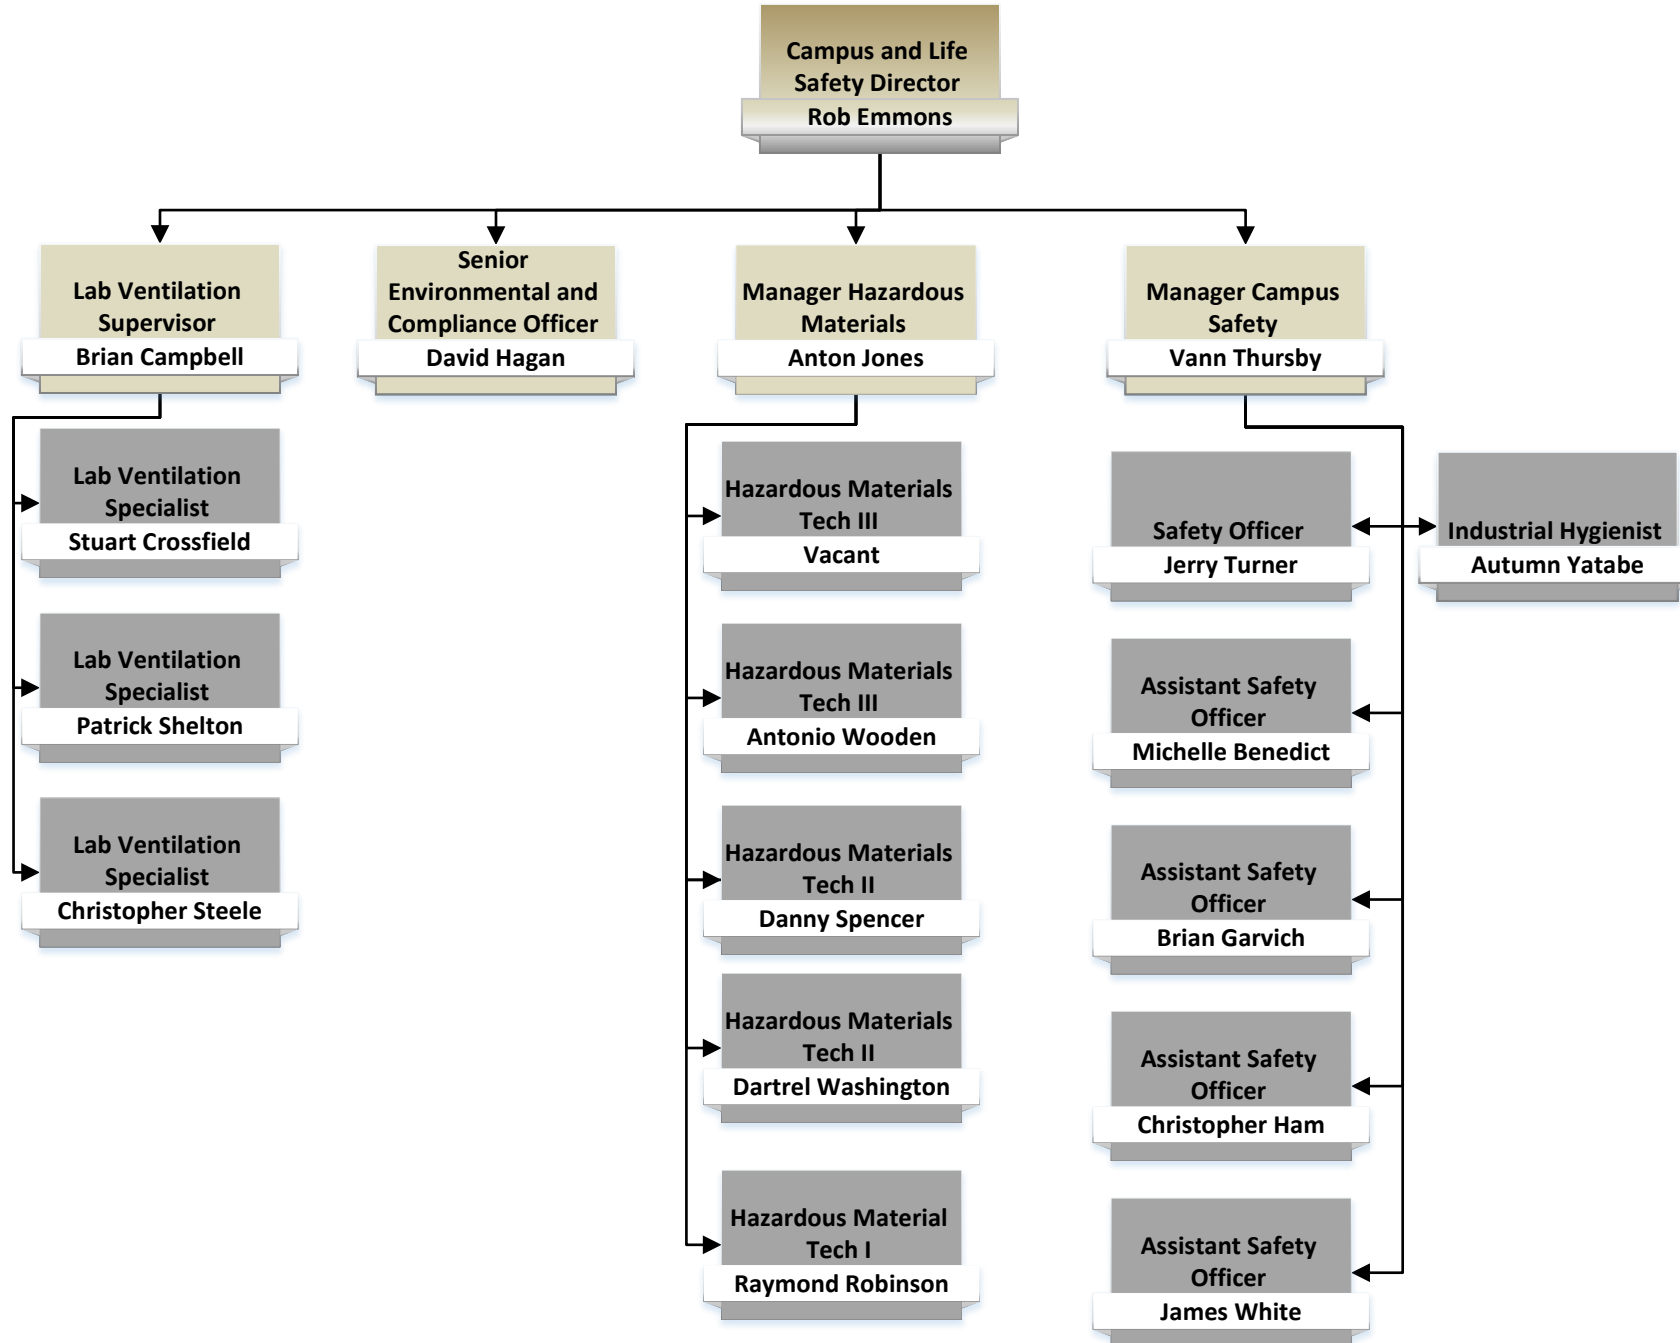 Campus and Life
Safety Director
Rob Emmons
Lab Ventilation
Supervisor
Brian Campbell
Senior
Environmental and
Compliance Officer
David Hagan
Manager Hazardous
Materials
Anton Jones
Manager Campus
Safety
Vann Thursby
Lab Ventilation
Specialist
Stuart Crossfield
Lab Ventilation
Specialist
Patrick Shelton
Lab Ventilation
Specialist
Christopher Steele
Hazardous Materials
Tech III
Vacant
Hazardous Materials
Tech III
Antonio Wooden
Hazardous Materials
Tech II
Danny Spencer
Hazardous Materials
Tech II
Dartrel Washington
Hazardous Material
Tech I
Raymond Robinson
Safety Officer
Jerry Turner
Industrial Hygienist
Autumn Yatabe
Assistant Safety
Officer
Michelle Benedict
Assistant Safety
Officer
Brian Garvich
Assistant Safety
Officer
Christopher Ham
Assistant Safety
Officer
James White